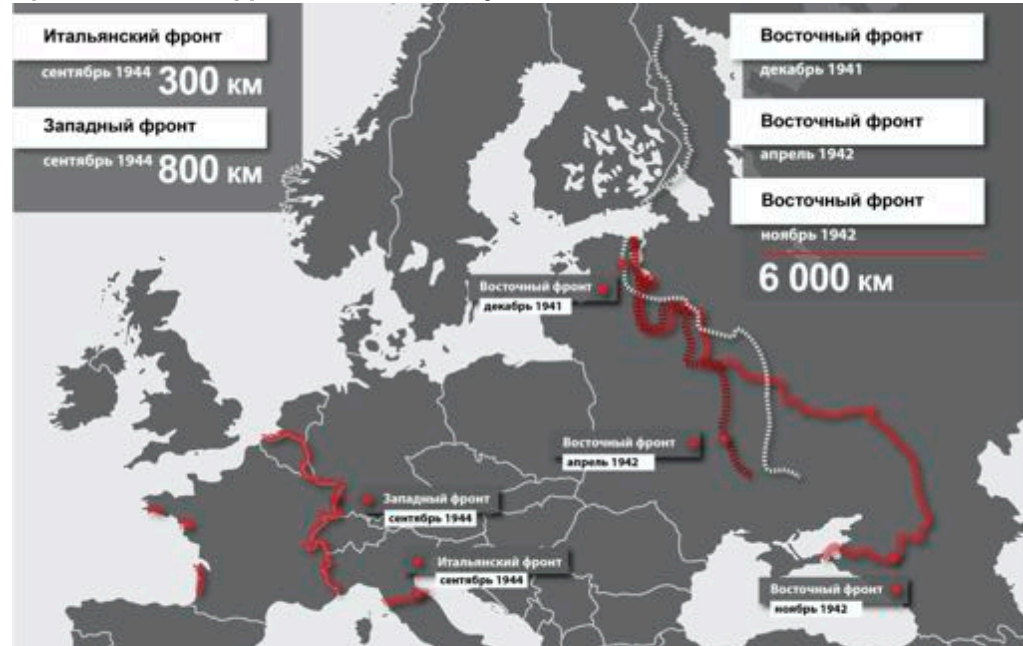 Итальянский фронт
сентябрь 1944 300 км
Западный фронт
сентябрь 1944 800 км
Восточный фронт
декабрь 1941
Восточный фронт
апрель 1942
Восточный фронт
ноябрь 1942
6 000 км
Восточный фронт
декабрь 1941
Восточный фронт
апрель 1942
Западный фронт
сентябрь 1944
Итальянский фронт
сентябрь 1944
Восточный фронт
ноябрь 1942